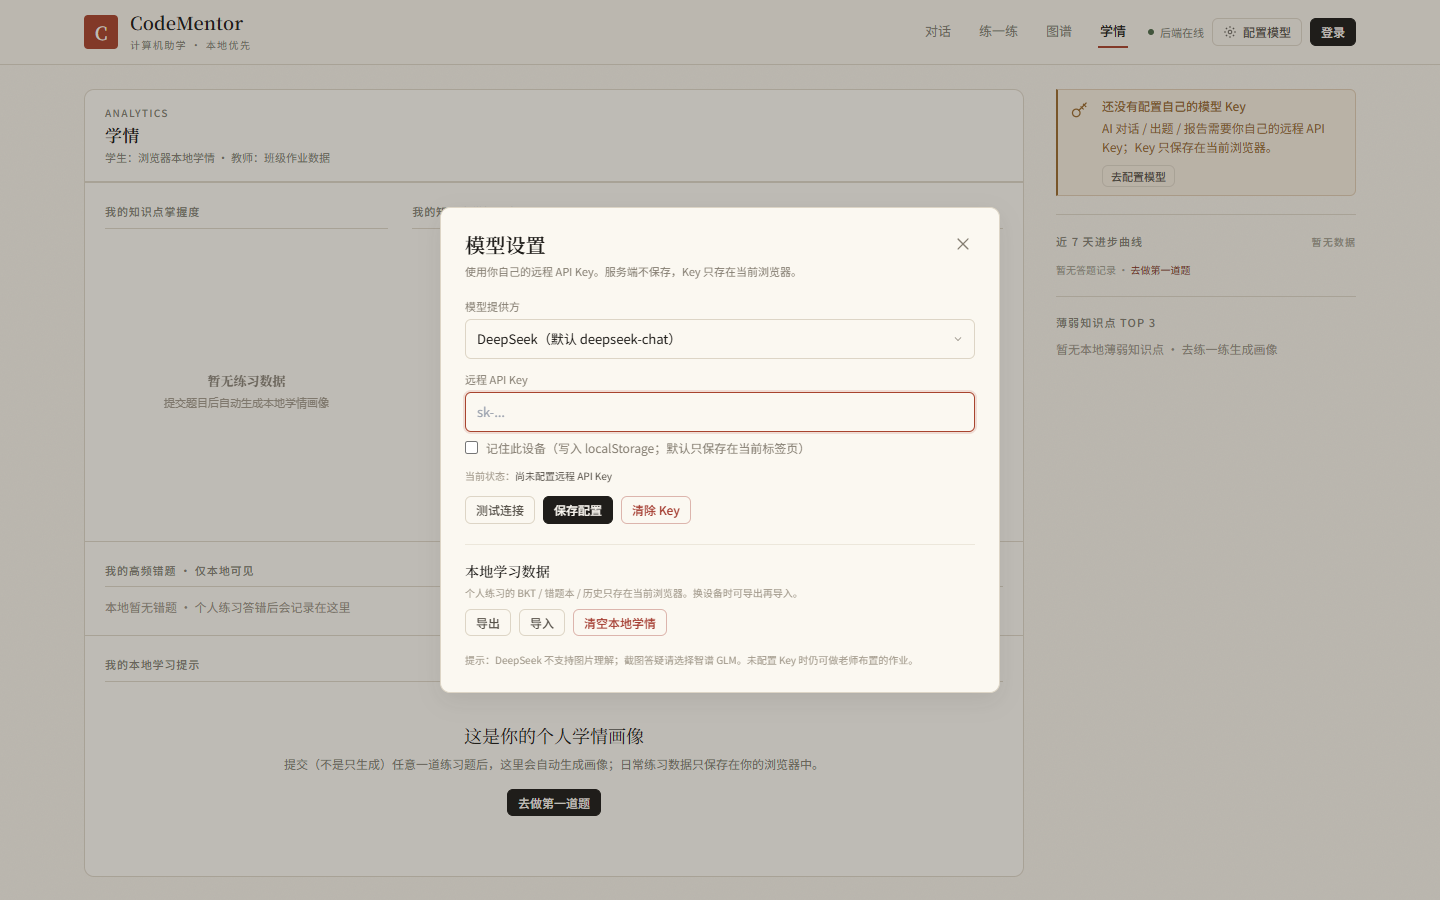 C
CodeMentor
计算机助学 · 本地优先
对话
练一练
图谱
学情
后端在线
配置模型
登录
ANALYTICS
学情
学生：浏览器本地学情 · 教师：班级作业数据
我的知识点掌握度
我的知
暂无练习数据
提交题目后自动生成本地学情画像
我的高频错题 · 仅本地可见
本地暂无错题 · 个人练习答错后会记录在这里
我的本地学习提示
这是你的个人学情画像
提交（不是只生成）任意一道练习题后，这里会自动生成画像；日常练习数据只保存在你的浏览器中。
去做第一道题
模型设置
使用你自己的远程 API Key。服务端不保存，Key 只存在当前浏览器。
模型提供方
DeepSeek（默认 deepseek-chat）
远程 API Key
sk-...
记住此设备（写入 localStorage；默认只保存在当前标签页）
当前状态：尚未配置远程 API Key
测试连接
保存配置
清除 Key
本地学习数据
个人练习的 BKT / 错题本 / 历史只存在当前浏览器。换设备时可导出再导入。
导出
导入
清空本地学情
提示：DeepSeek 不支持图片理解；截图答疑请选择智谱 GLM。未配置 Key 时仍可做老师布置的作业。
还没有配置自己的模型 Key
AI 对话 / 出题 / 报告需要你自己的远程 API
Key；Key 只保存在当前浏览器。
去配置模型
近 7 天进步曲线
暂无数据
暂无答题记录 · 去做第一道题
薄弱知识点 TOP 3
暂无本地薄弱知识点 · 去练一练生成画像